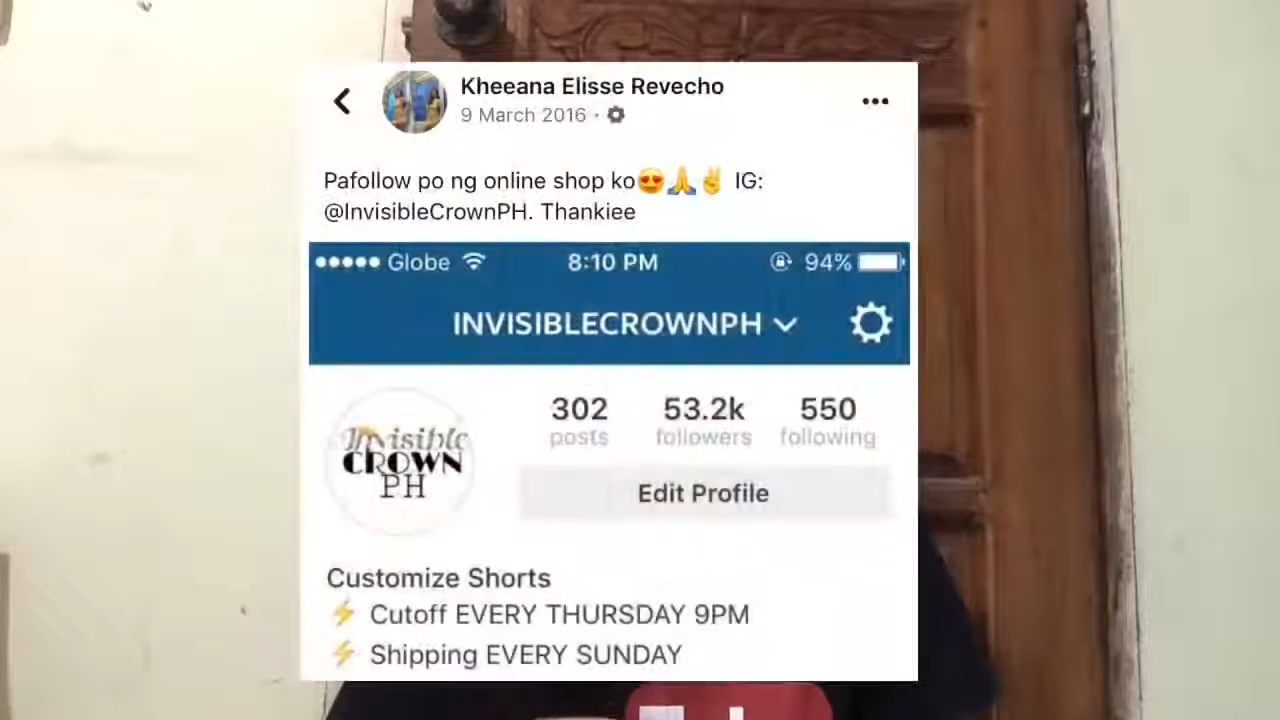 Kheeana Elisse Revecho
9 March 2016 ·
Pafollow po ng online shop ko😍🙏✌️ IG:
@InvisibleCrownPH. Thankiee
Globe 8:10 PM 94%
INVISIBLECROWNPH
Invisible
CROWN
PH
302 53.2k 550
posts followers following
Edit Profile
Customize Shorts
⚡ Cutoff EVERY THURSDAY 9PM
⚡ Shipping EVERY SUNDAY